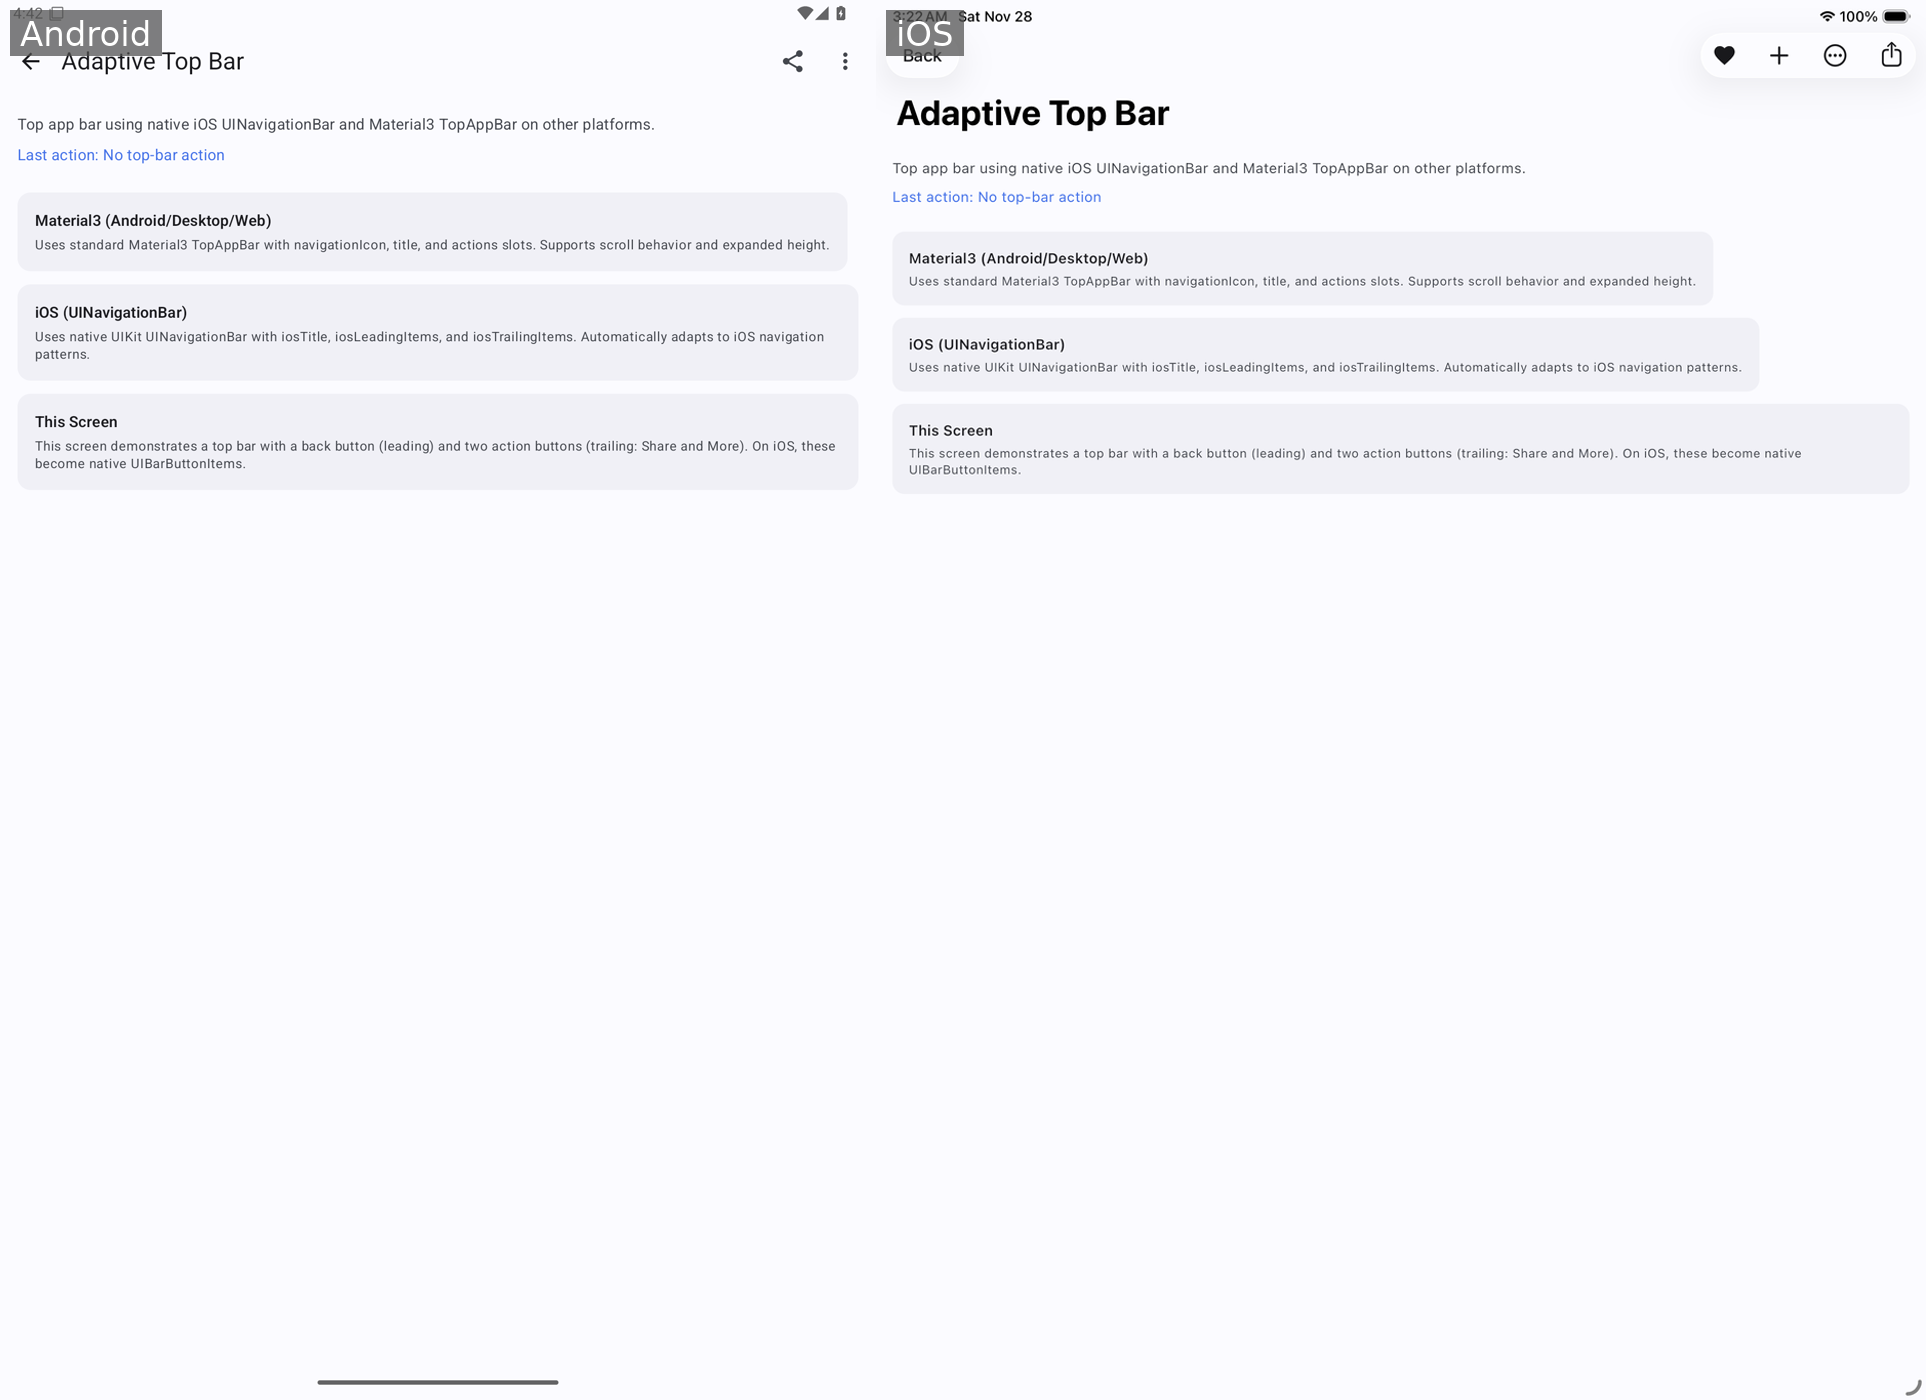 4:42
Android
Adaptive Top Bar
Top app bar using native iOS UINavigationBar and Material3 TopAppBar on other platforms.
Last action: No top-bar action
Material3 (Android/Desktop/Web)
Uses standard Material3 TopAppBar with navigationIcon, title, and actions slots. Supports scroll behavior and expanded height.
iOS (UINavigationBar)
Uses native UIKit UINavigationBar with iosTitle, iosLeadingItems, and iosTrailingItems. Automatically adapts to iOS navigation
patterns.
This Screen
This screen demonstrates a top bar with a back button (leading) and two action buttons (trailing: Share and More). On iOS, these
become native UIBarButtonItems.
3:22 AM Sat Nov 28
100%
iOS
Back
Adaptive Top Bar
Top app bar using native iOS UINavigationBar and Material3 TopAppBar on other platforms.
Last action: No top-bar action
Material3 (Android/Desktop/Web)
Uses standard Material3 TopAppBar with navigationIcon, title, and actions slots. Supports scroll behavior and expanded height.
iOS (UINavigationBar)
Uses native UIKit UINavigationBar with iosTitle, iosLeadingItems, and iosTrailingItems. Automatically adapts to iOS navigation patterns.
This Screen
This screen demonstrates a top bar with a back button (leading) and two action buttons (trailing: Share and More). On iOS, these become native
UIBarButtonItems.